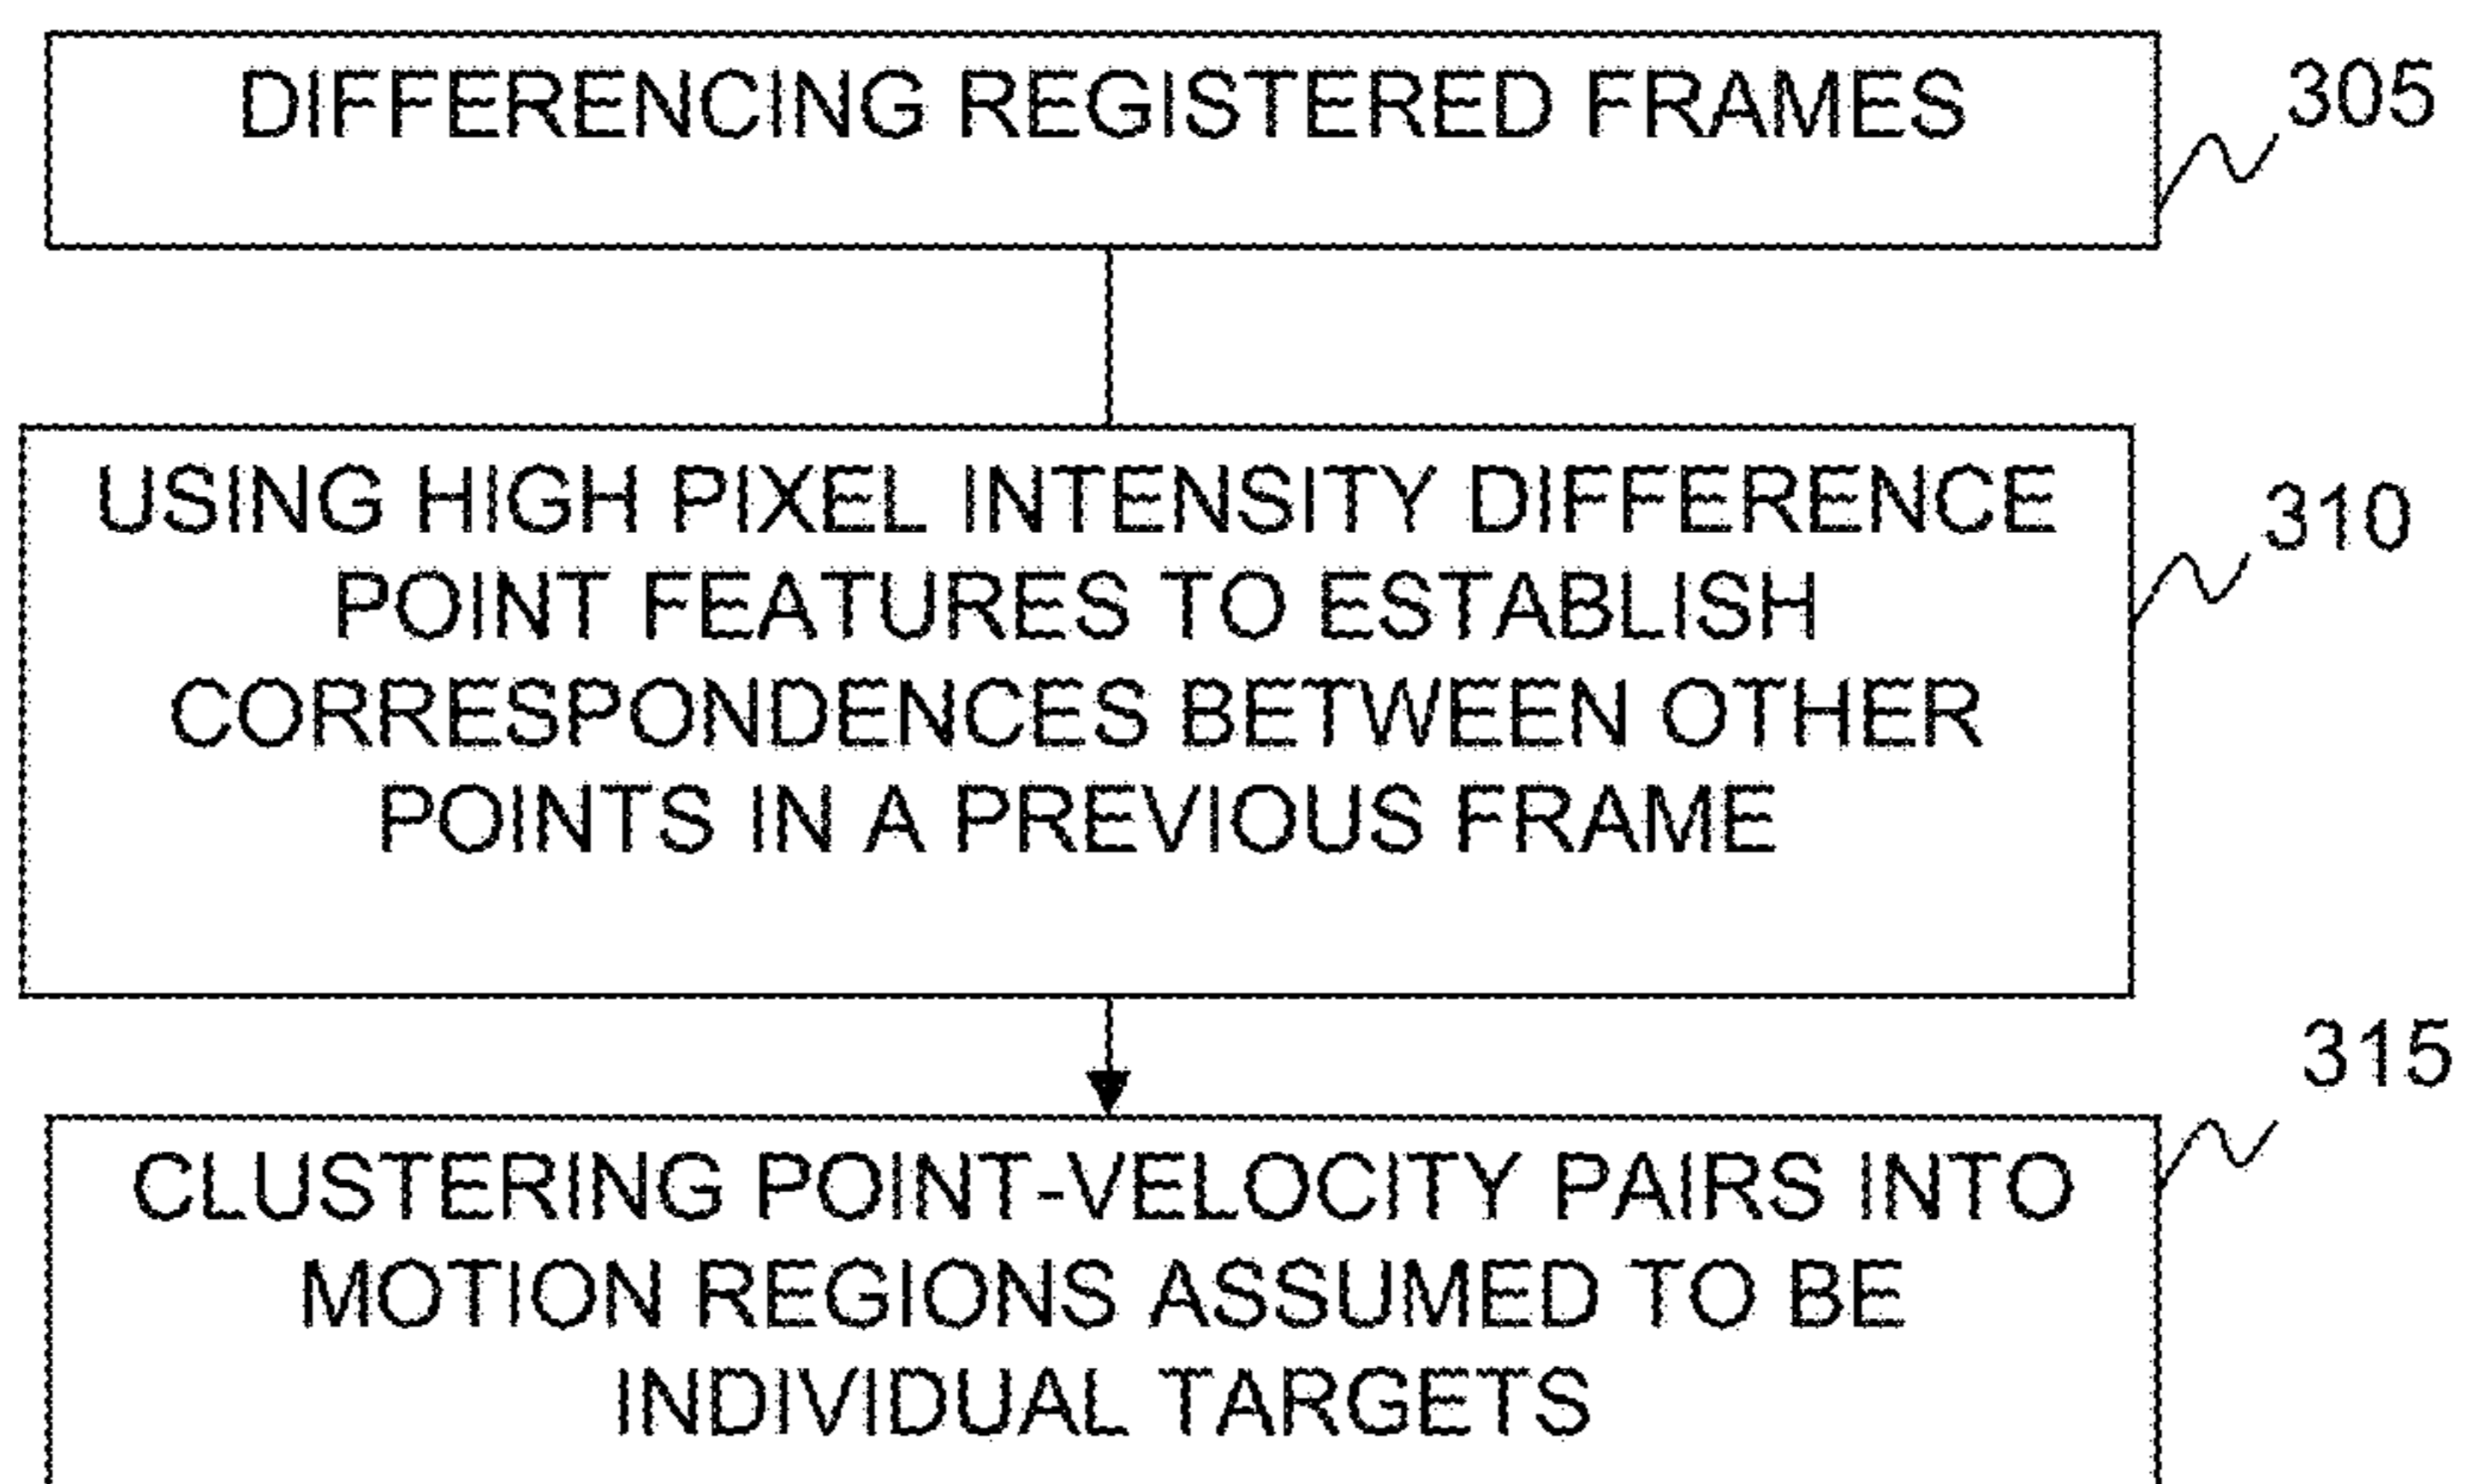 DIFFERENCING REGISTERED FRAMES
305
USING HIGH PIXEL INTENSITY DIFFERENCE
POINT FEATURES TO ESTABLISH
CORRESPONDENCES BETWEEN OTHER
POINTS IN A PREVIOUS FRAME
310
315
CLUSTERING POINT-VELOCITY PAIRS INTO
MOTION REGIONS ASSUMED TO BE
INDIVIDUAL TARGETS